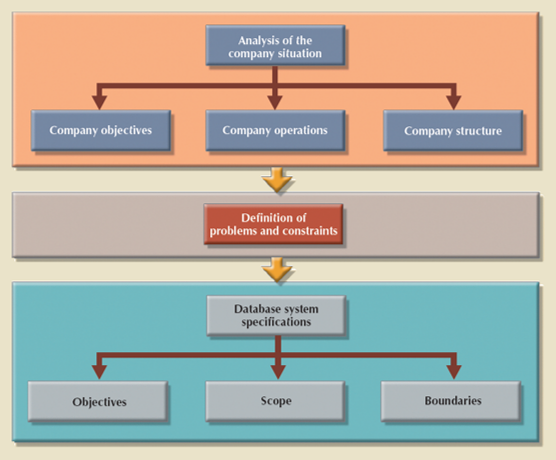 Analysis of the
company situation
Company objectives
Company operations
Company structure
Definition of
problems and constraints
Database system
specifications
Objectives
Scope
Boundaries